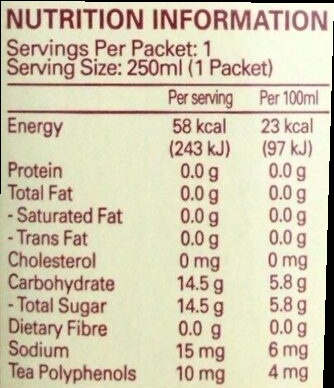 NUTRITION INFORMATION
Servings Per Packet: 1
Serving Size: 250ml (1 Packet)
Per serving Per 100ml
Energy 58 kcal 23 kcal
(243 kJ) (97 kJ)
Protein 0.0 g 0.0 g
Total Fat 0.0 g 0.0 g
- Saturated Fat 0.0 g 0.0 g
- Trans Fat 0.0 g 0.0 g
Cholesterol 0 mg 0 mg
Carbohydrate 14.5 g 5.8 g
- Total Sugar 14.5 g 5.8 g
Dietary Fibre 0.0 g 0.0 g
Sodium 15 mg 6 mg
Tea Polyphenols 10 mg 4 mg